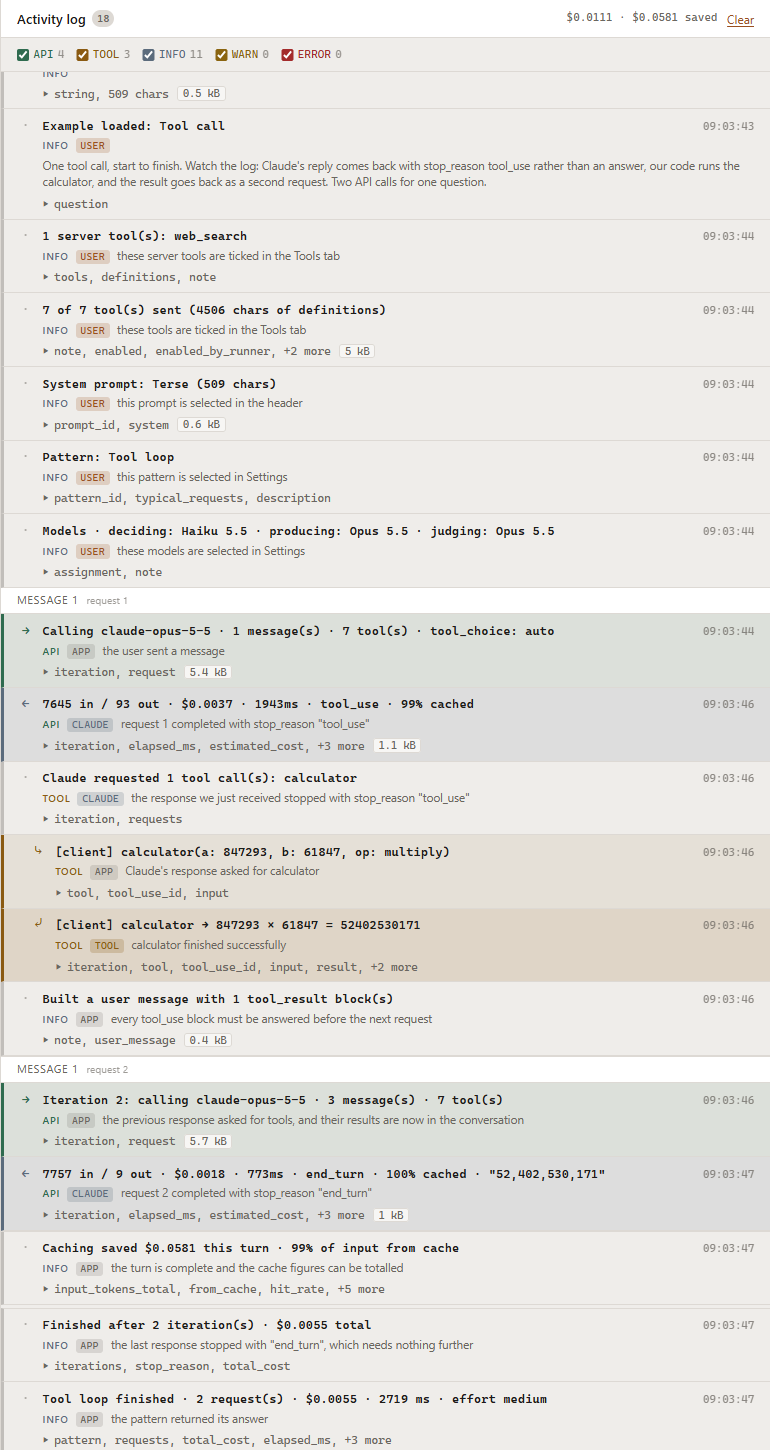 Activity log 18 $0.0111 · $0.0581 saved Clear
API 4 TOOL 3 INFO 11 WARN 0 ERROR 0
INFO
string, 509 chars 0.5 kB
Example loaded: Tool call 09:03:43
INFO USER
One tool call, start to finish. Watch the log: Claude's reply comes back with stop_reason tool_use rather than an answer, our code runs the
calculator, and the result goes back as a second request. Two API calls for one question.
question
1 server tool(s): web_search 09:03:44
INFO USER these server tools are ticked in the Tools tab
tools, definitions, note
7 of 7 tool(s) sent (4506 chars of definitions) 09:03:44
INFO USER these tools are ticked in the Tools tab
note, enabled, enabled_by_runner, +2 more 5 kB
System prompt: Terse (509 chars) 09:03:44
INFO USER this prompt is selected in the header
prompt_id, system 0.6 kB
Pattern: Tool loop 09:03:44
INFO USER this pattern is selected in Settings
pattern_id, typical_requests, description
Models · deciding: Haiku 5.5 · producing: Opus 5.5 · judging: Opus 5.5 09:03:44
INFO USER these models are selected in Settings
assignment, note
MESSAGE 1 request 1
→ Calling claude-opus-5-5 · 1 message(s) · 7 tool(s) · tool_choice: auto 09:03:44
API APP the user sent a message
iteration, request 5.4 kB
← 7645 in / 93 out · $0.0037 · 1943ms · tool_use · 99% cached 09:03:46
API CLAUDE request 1 completed with stop_reason "tool_use"
iteration, elapsed_ms, estimated_cost, +3 more 1.1 kB
Claude requested 1 tool call(s): calculator 09:03:46
TOOL CLAUDE the response we just received stopped with stop_reason "tool_use"
iteration, requests
[client] calculator(a: 847293, b: 61847, op: multiply) 09:03:46
TOOL APP Claude's response asked for calculator
tool, tool_use_id, input
[client] calculator → 847293 × 61847 = 52402530171 09:03:46
TOOL TOOL calculator finished successfully
iteration, tool, tool_use_id, input, result, +2 more
Built a user message with 1 tool_result block(s) 09:03:46
INFO APP every tool_use block must be answered before the next request
note, user_message 0.4 kB
MESSAGE 1 request 2
→ Iteration 2: calling claude-opus-5-5 · 3 message(s) · 7 tool(s) 09:03:46
API APP the previous response asked for tools, and their results are now in the conversation
iteration, request 5.7 kB
← 7757 in / 9 out · $0.0018 · 773ms · end_turn · 100% cached · "52,402,530,171" 09:03:47
API CLAUDE request 2 completed with stop_reason "end_turn"
iteration, elapsed_ms, estimated_cost, +3 more 1 kB
Caching saved $0.0581 this turn · 99% of input from cache 09:03:47
INFO APP the turn is complete and the cache figures can be totalled
input_tokens_total, from_cache, hit_rate, +5 more
Finished after 2 iteration(s) · $0.0055 total 09:03:47
INFO APP the last response stopped with "end_turn", which needs nothing further
iterations, stop_reason, total_cost
Tool loop finished · 2 request(s) · $0.0055 · 2719 ms · effort medium 09:03:47
INFO APP the pattern returned its answer
pattern, requests, total_cost, elapsed_ms, +3 more